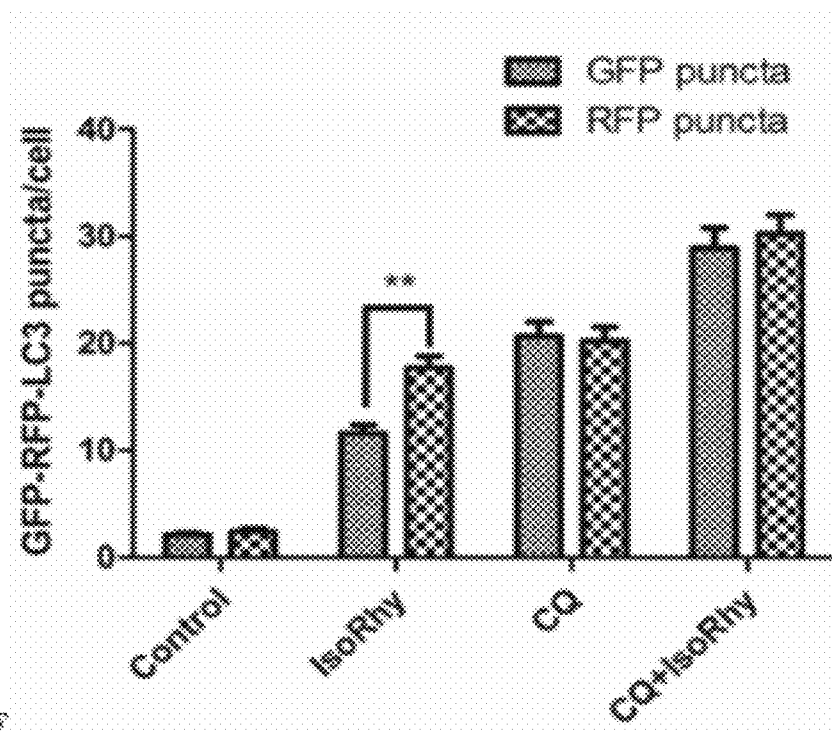 GFP puncta
RFP puncta
GFP-RFP-LC3 puncta/cell
40
30
20
10
0
**
Control
IsoRhy
CQ
CQ+IsoRhy